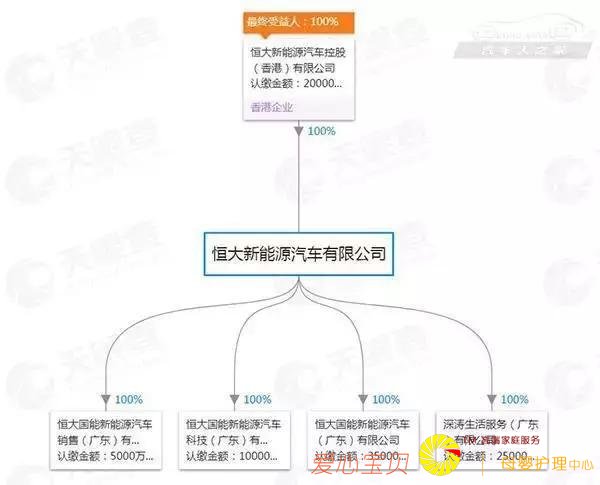 最终受益人：100%
恒大新能源汽车控股
（香港）有限公司
认缴金额：20000...
香港企业
汽车人之家
天眼查
100%
恒大新能源汽车有限公司
100%
100%
100%
100%
恒大国能新能源汽车
销售（广东）有...
认缴金额：5000万...
恒大国能新能源汽车
科技（广东）有...
认缴金额：10000...
恒大国能新能源汽车
（广东）有限公司
认缴金额：35000...
深涛生活服务（广东
有限公司
认缴金额：25000...
家庭服务
爱心宝贝
母婴护理中心